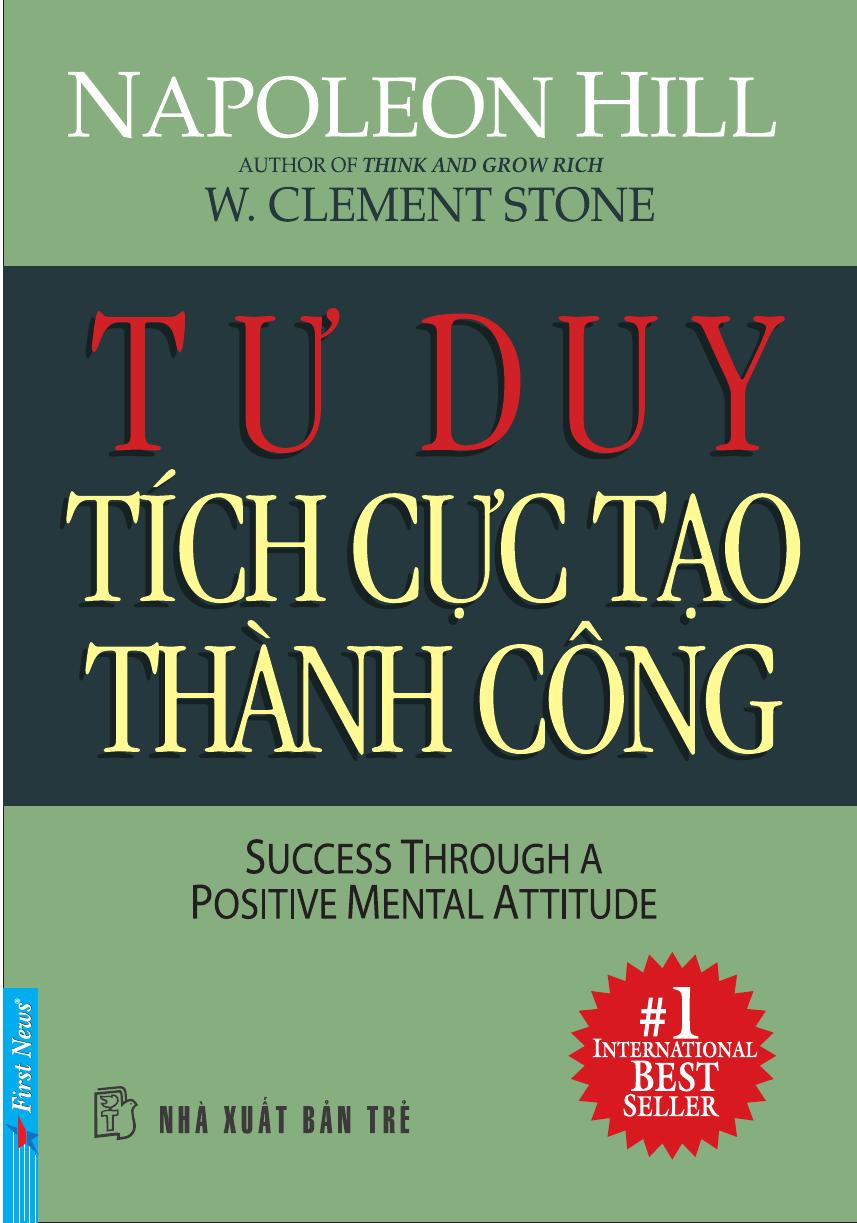 NAPOLEON HILL
AUTHOR OF THINK AND GROW RICH
W. CLEMENT STONE
TƯ DUY
TÍCH CỰC TẠO
THÀNH CÔNG
SUCCESS THROUGH A
POSITIVE MENTAL ATTITUDE
#1
INTERNATIONAL
BEST
SELLER
First News®
NHÀ XUẤT BẢN TRẺ